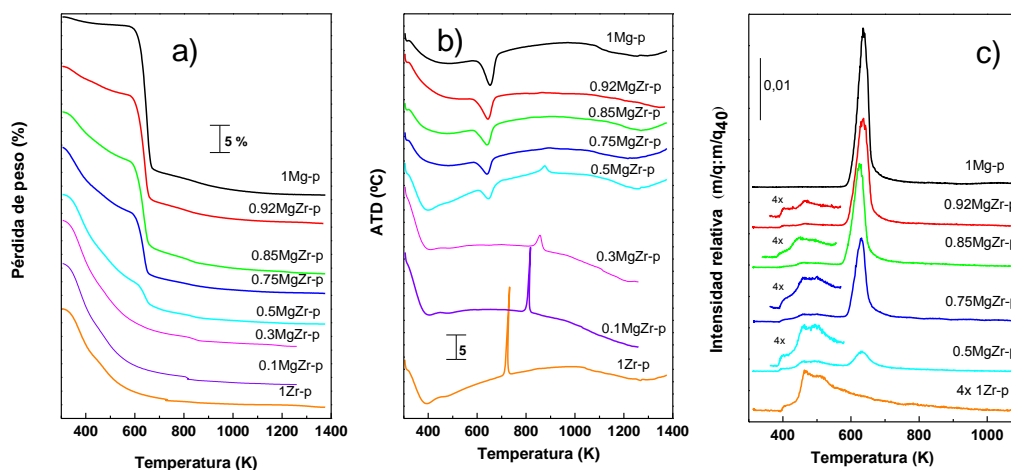 a)
Pérdida de peso (%)
5 %
1Mg-p
0.92MgZr-p
0.85MgZr-p
0.75MgZr-p
0.5MgZr-p
0.3MgZr-p
0.1MgZr-p
1Zr-p
400 600 800 1000 1200 1400
Temperatura (K)
b)
ATD (ºC)
1Mg-p
0.92MgZr-p
0.85MgZr-p
0.75MgZr-p
0.5MgZr-p
0.3MgZr-p
0.1MgZr-p
5
1Zr-p
400 600 800 1000 1200 1400
Temperatura (K)
c)
Intensidad relativa (m/q:m/q40)
0,01
1Mg-p
4x
0.92MgZr-p
4x
0.85MgZr-p
4x
0.75MgZr-p
4x
0.5MgZr-p
4x 1Zr-p
400 600 800 1000
Temperatura (K)